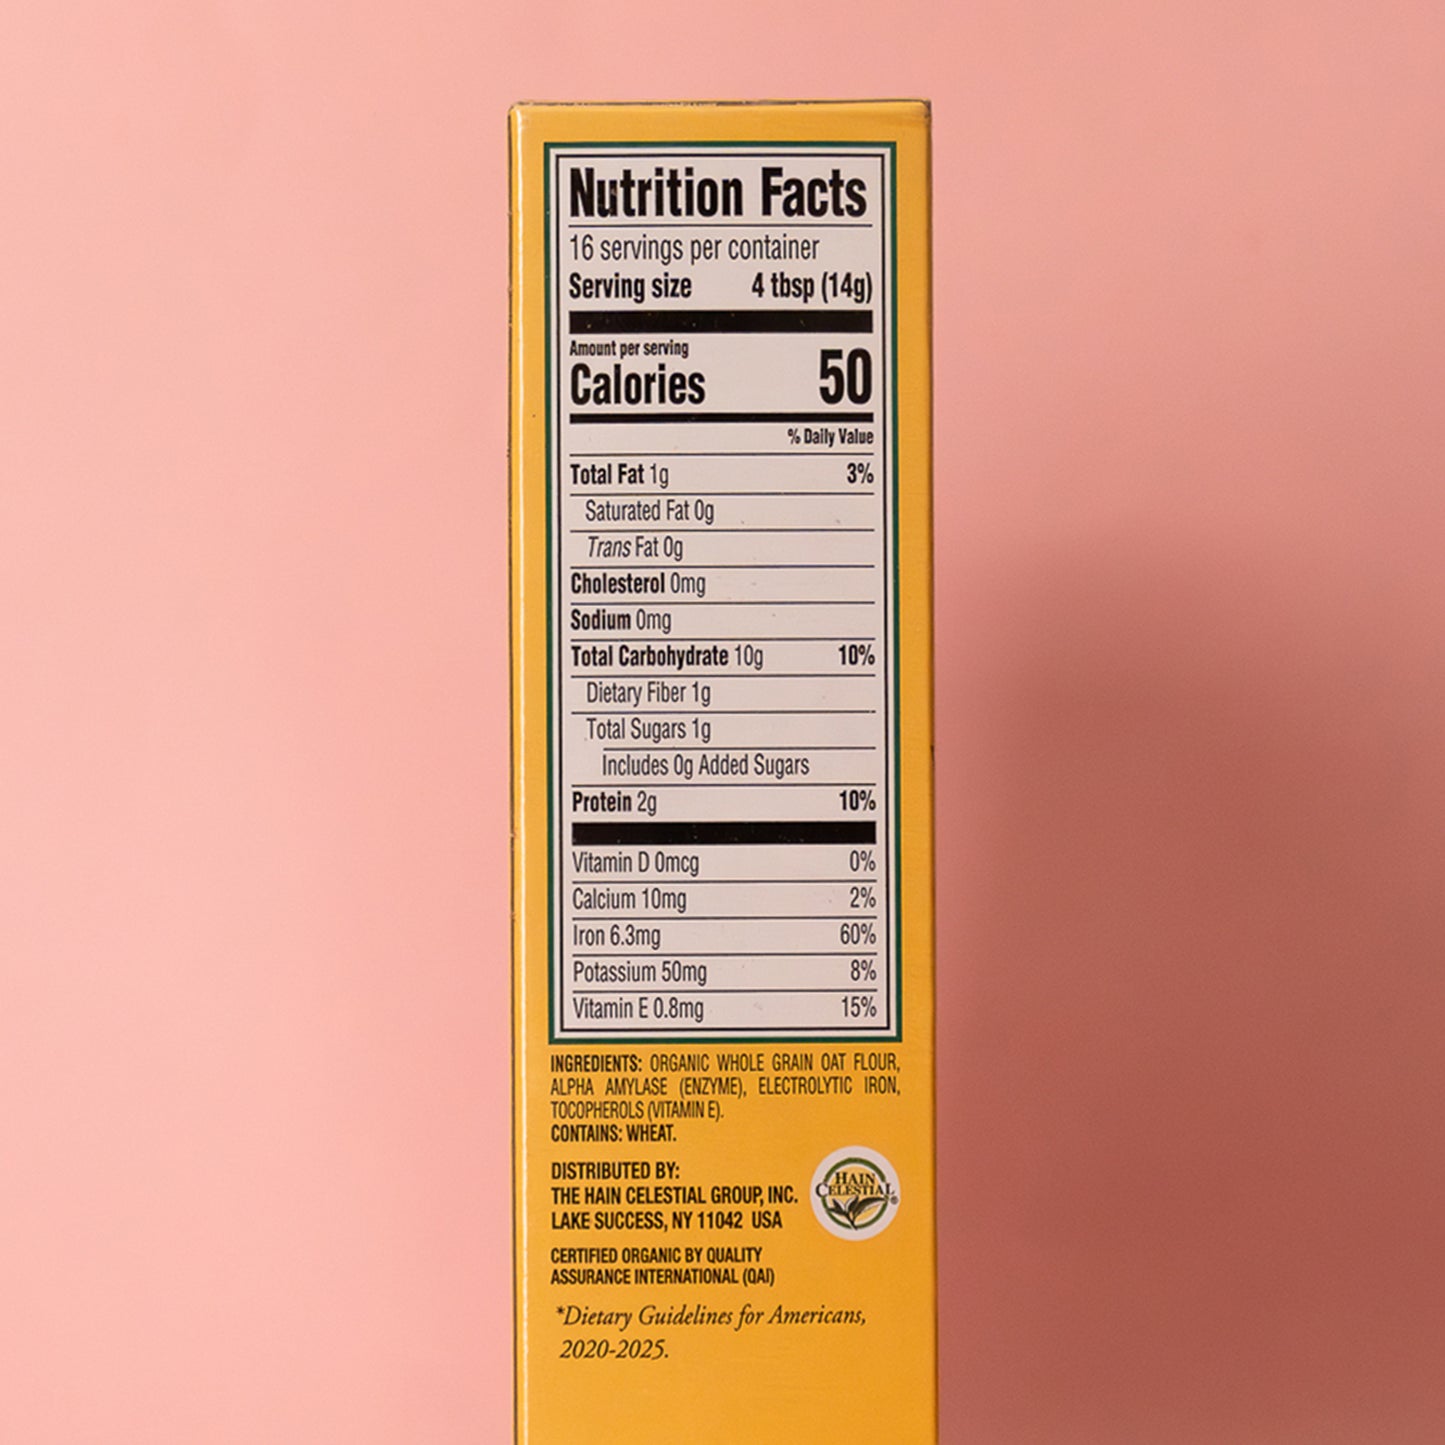 Nutrition Facts
16 servings per container
Serving size 4 tbsp (14g)
Amount per serving
Calories 50
% Daily Value
Total Fat 1g 3%
Saturated Fat 0g
Trans Fat 0g
Cholesterol 0mg
Sodium 0mg
Total Carbohydrate 10g 10%
Dietary Fiber 1g
Total Sugars 1g
Includes 0g Added Sugars
Protein 2g 10%
Vitamin D 0mcg 0%
Calcium 10mg 2%
Iron 6.3mg 60%
Potassium 50mg 8%
Vitamin E 0.8mg 15%
INGREDIENTS: ORGANIC WHOLE GRAIN OAT FLOUR,
ALPHA AMYLASE (ENZYME), ELECTROLYTIC IRON,
TOCOPHEROLS (VITAMIN E).
CONTAINS: WHEAT.
DISTRIBUTED BY:
THE HAIN CELESTIAL GROUP, INC.
LAKE SUCCESS, NY 11042 USA
HAIN
CELESTIAL®
CERTIFIED ORGANIC BY QUALITY
ASSURANCE INTERNATIONAL (QAI)
*Dietary Guidelines for Americans,
2020-2025.